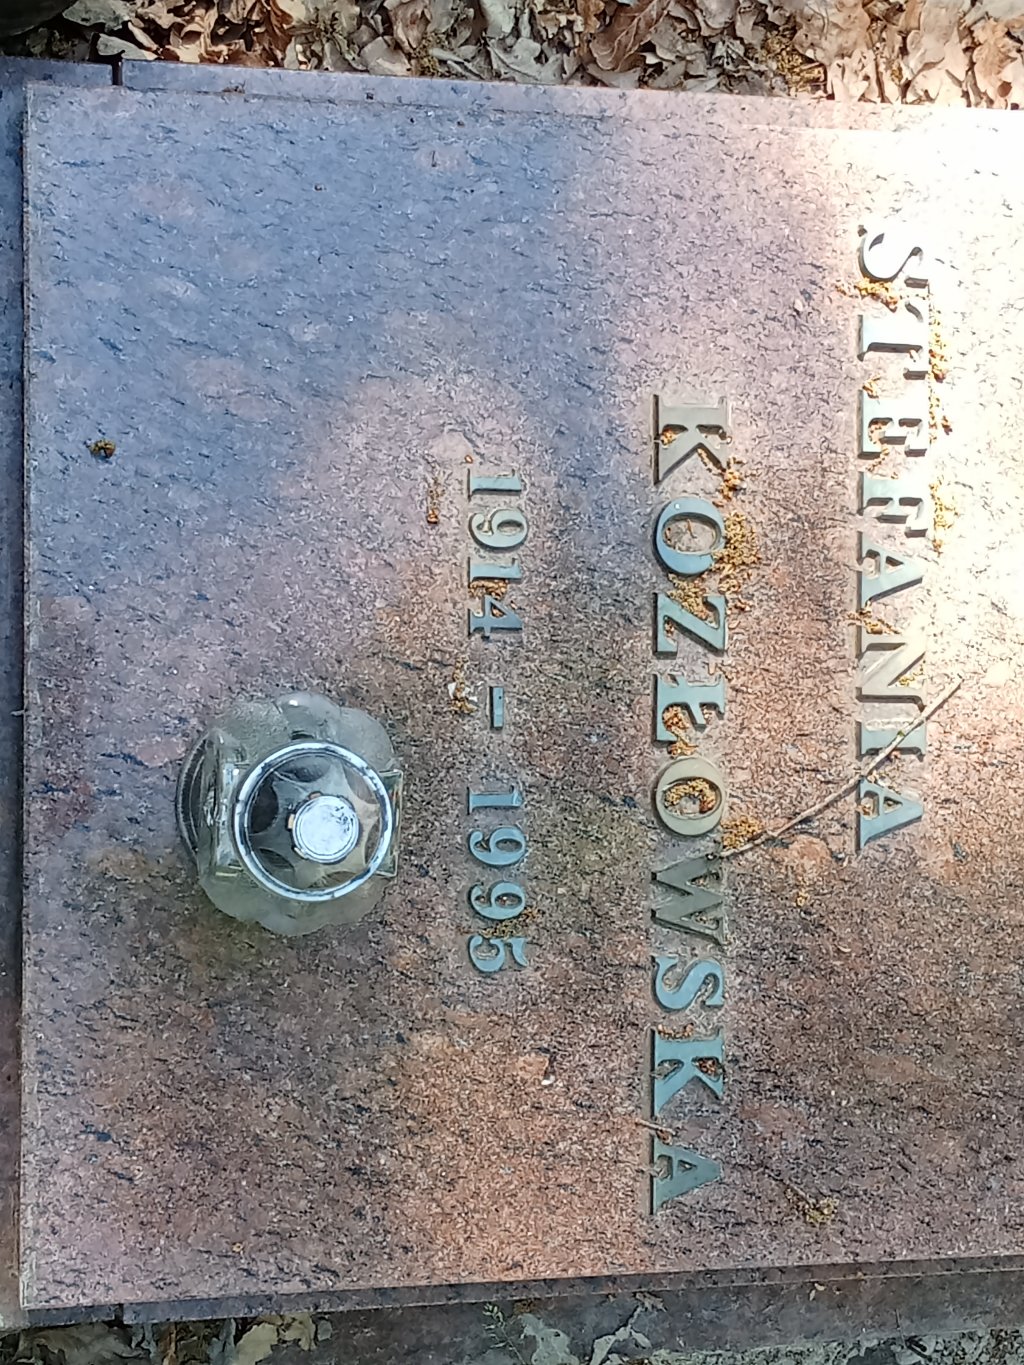 STEFANIA
KOZŁOWSKA
1914 – 1995